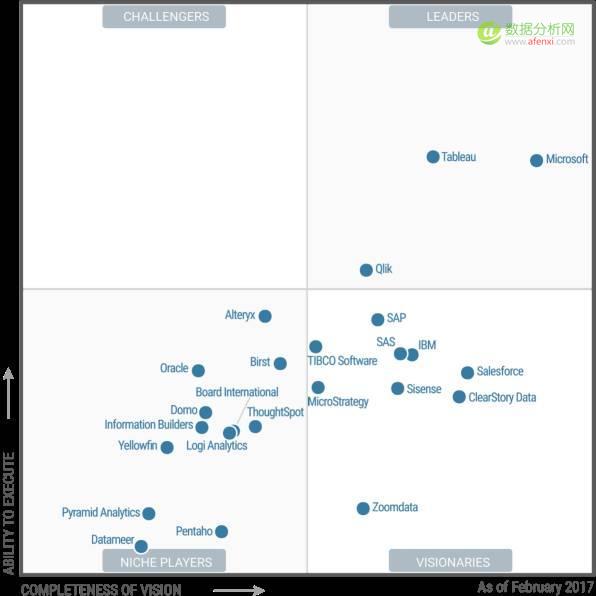 CHALLENGERS
LEADERS
数据分析网
www.afenxi.com
Tableau
Microsoft
Qlik
Alteryx
SAP
SAS
IBM
TIBCO Software
Birst
Oracle
Salesforce
Board International
Sisense
ClearStory Data
MicroStrategy
Domo
ThoughtSpot
Information Builders
Yellowfin
Logi Analytics
Zoomdata
Pyramid Analytics
Pentaho
Datameer
NICHE PLAYERS
VISIONARIES
ABILITY TO EXECUTE
COMPLETENESS OF VISION
As of February 2017